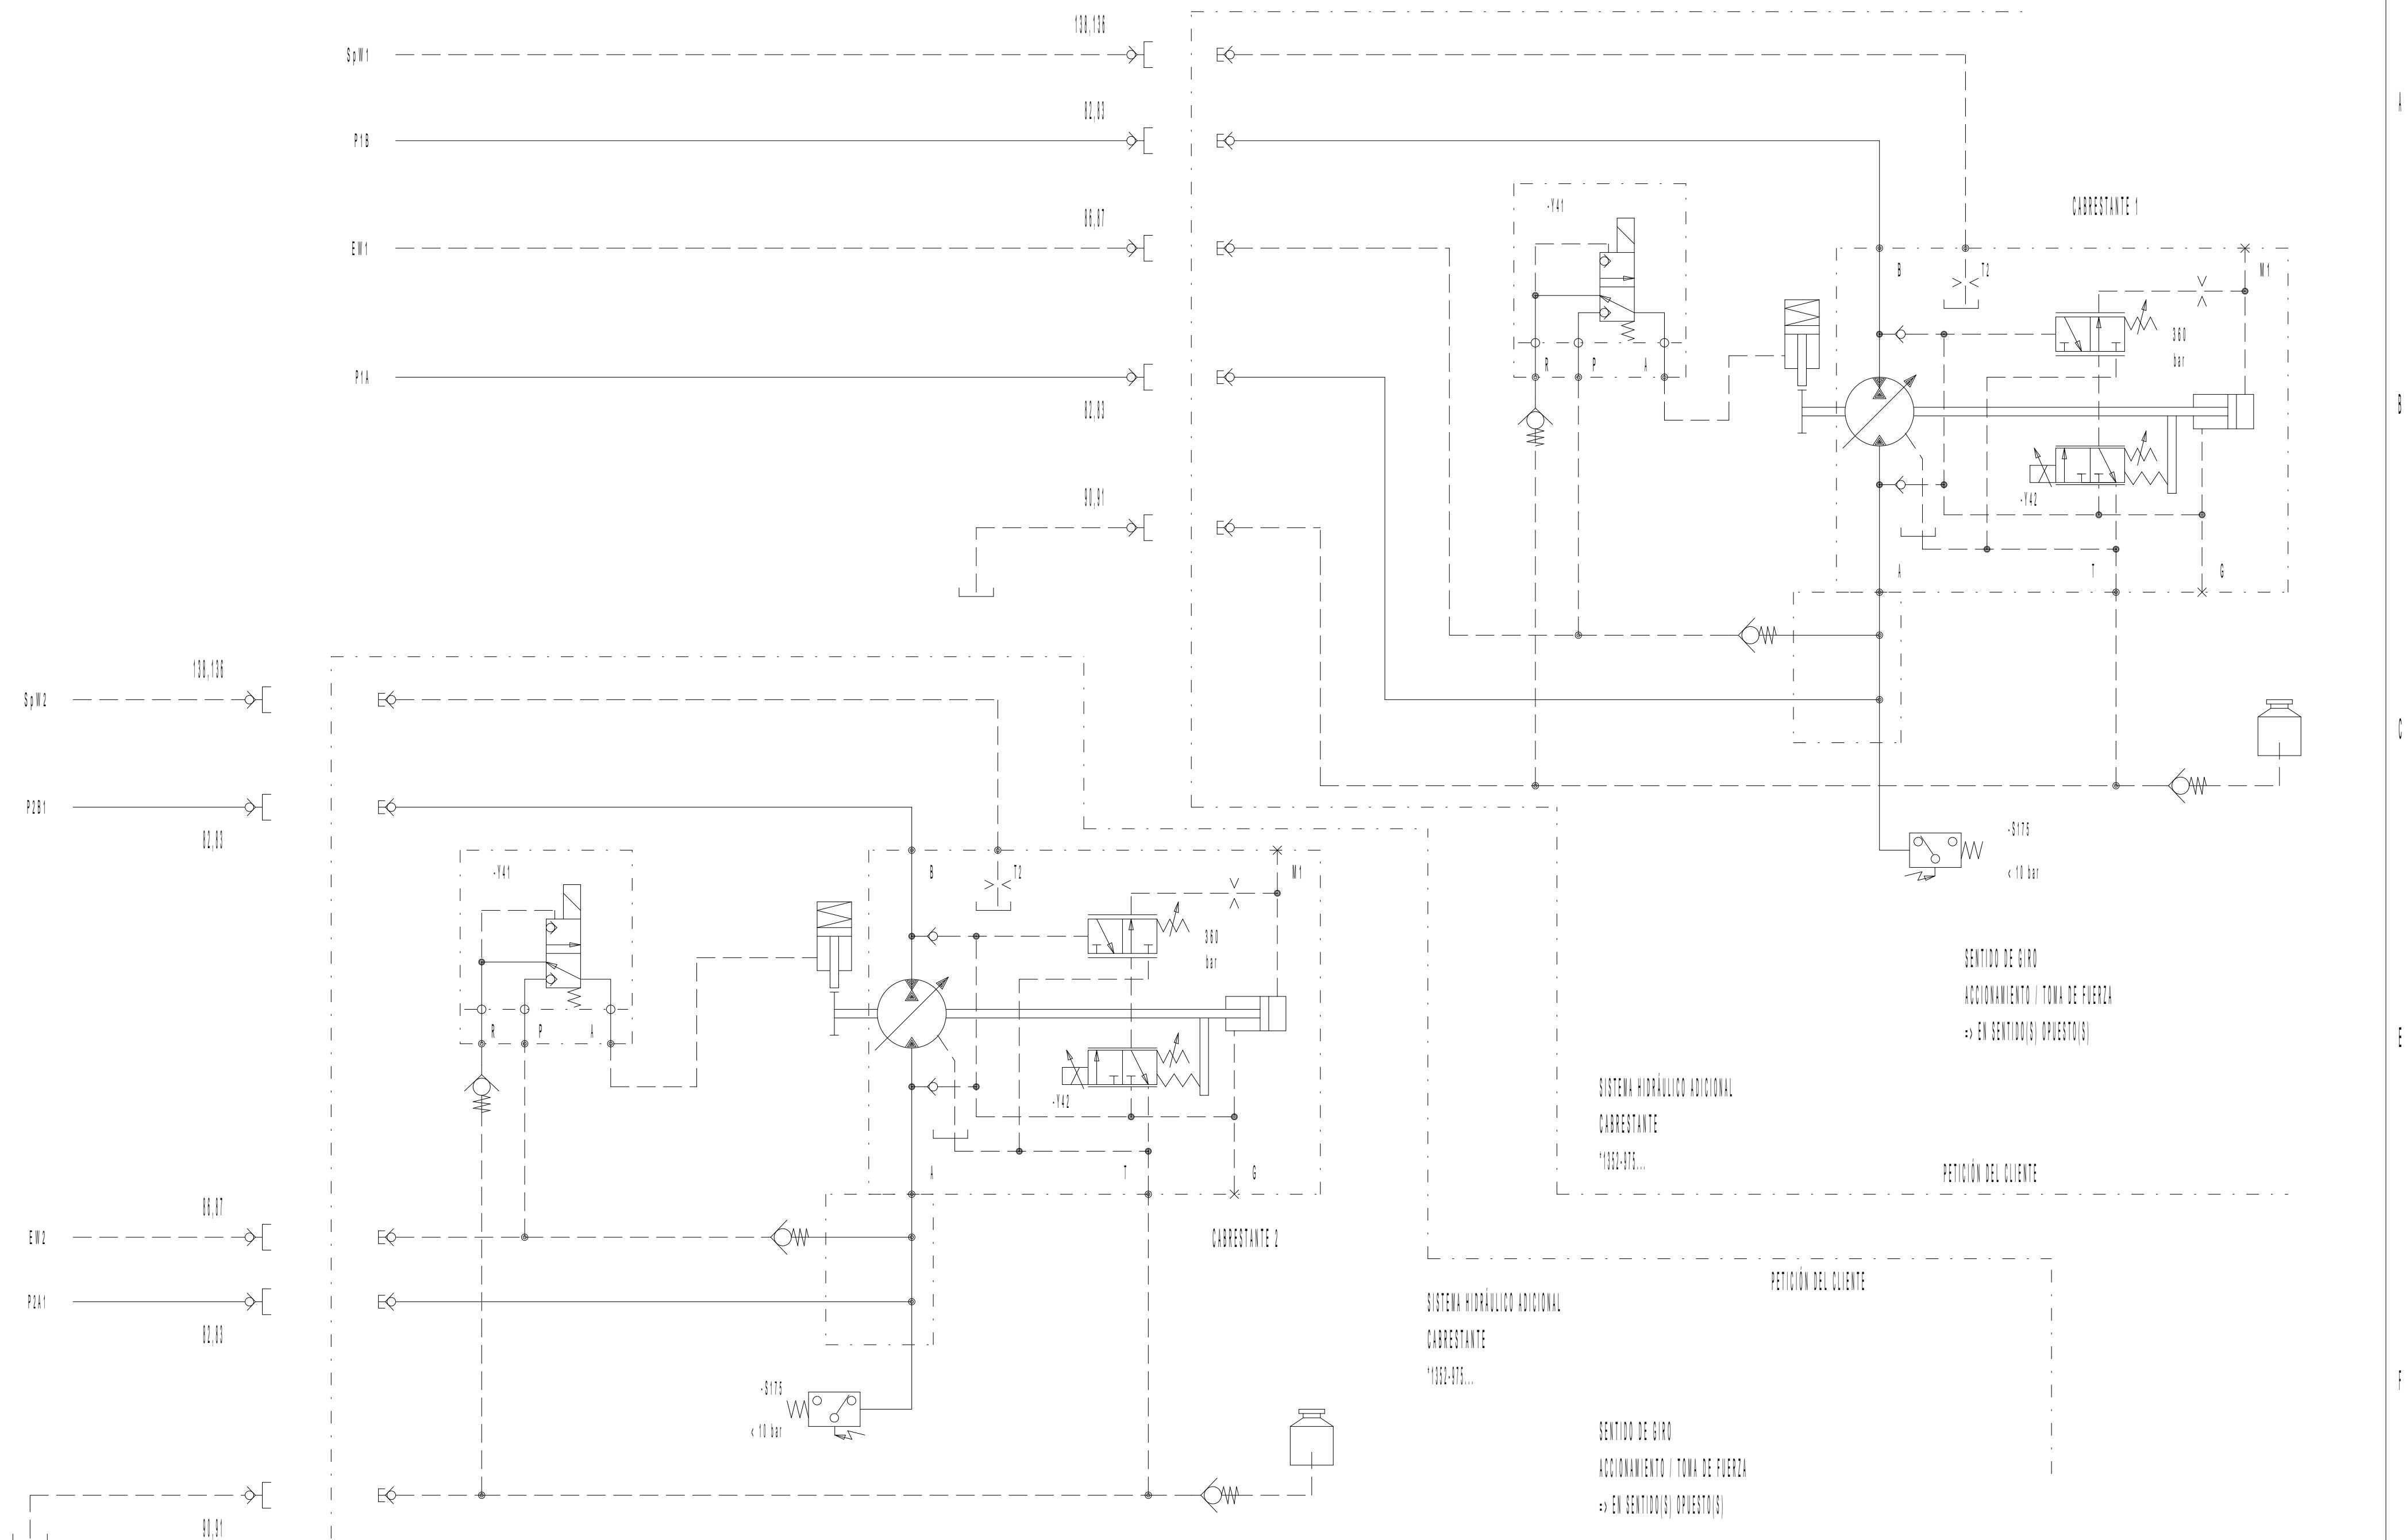 138,136
SpW1
82,83
P1B
86,87
EW1
P1A
82,83
90,91
-Y41
R
P
A
CABRESTANTE 1
B
T2
M1
360
bar
-Y42
A
T
G
-S175
< 10 bar
A
B
C
E
F
SENTIDO DE GIRO
ACCIONAMIENTO / TOMA DE FUERZA
=> EN SENTIDO(S) OPUESTO(S)
SISTEMA HIDRÁULICO ADICIONAL
CABRESTANTE
*1352-975...
PETICIÓN DEL CLIENTE
138,136
SpW2
P2B1
82,83
-Y41
R
P
A
B
T2
M1
360
bar
-Y42
A
T
G
86,87
EW2
CABRESTANTE 2
P2A1
82,83
-S175
< 10 bar
90,91
PETICIÓN DEL CLIENTE
SISTEMA HIDRÁULICO ADICIONAL
CABRESTANTE
*1352-975...
SENTIDO DE GIRO
ACCIONAMIENTO / TOMA DE FUERZA
=> EN SENTIDO(S) OPUESTO(S)